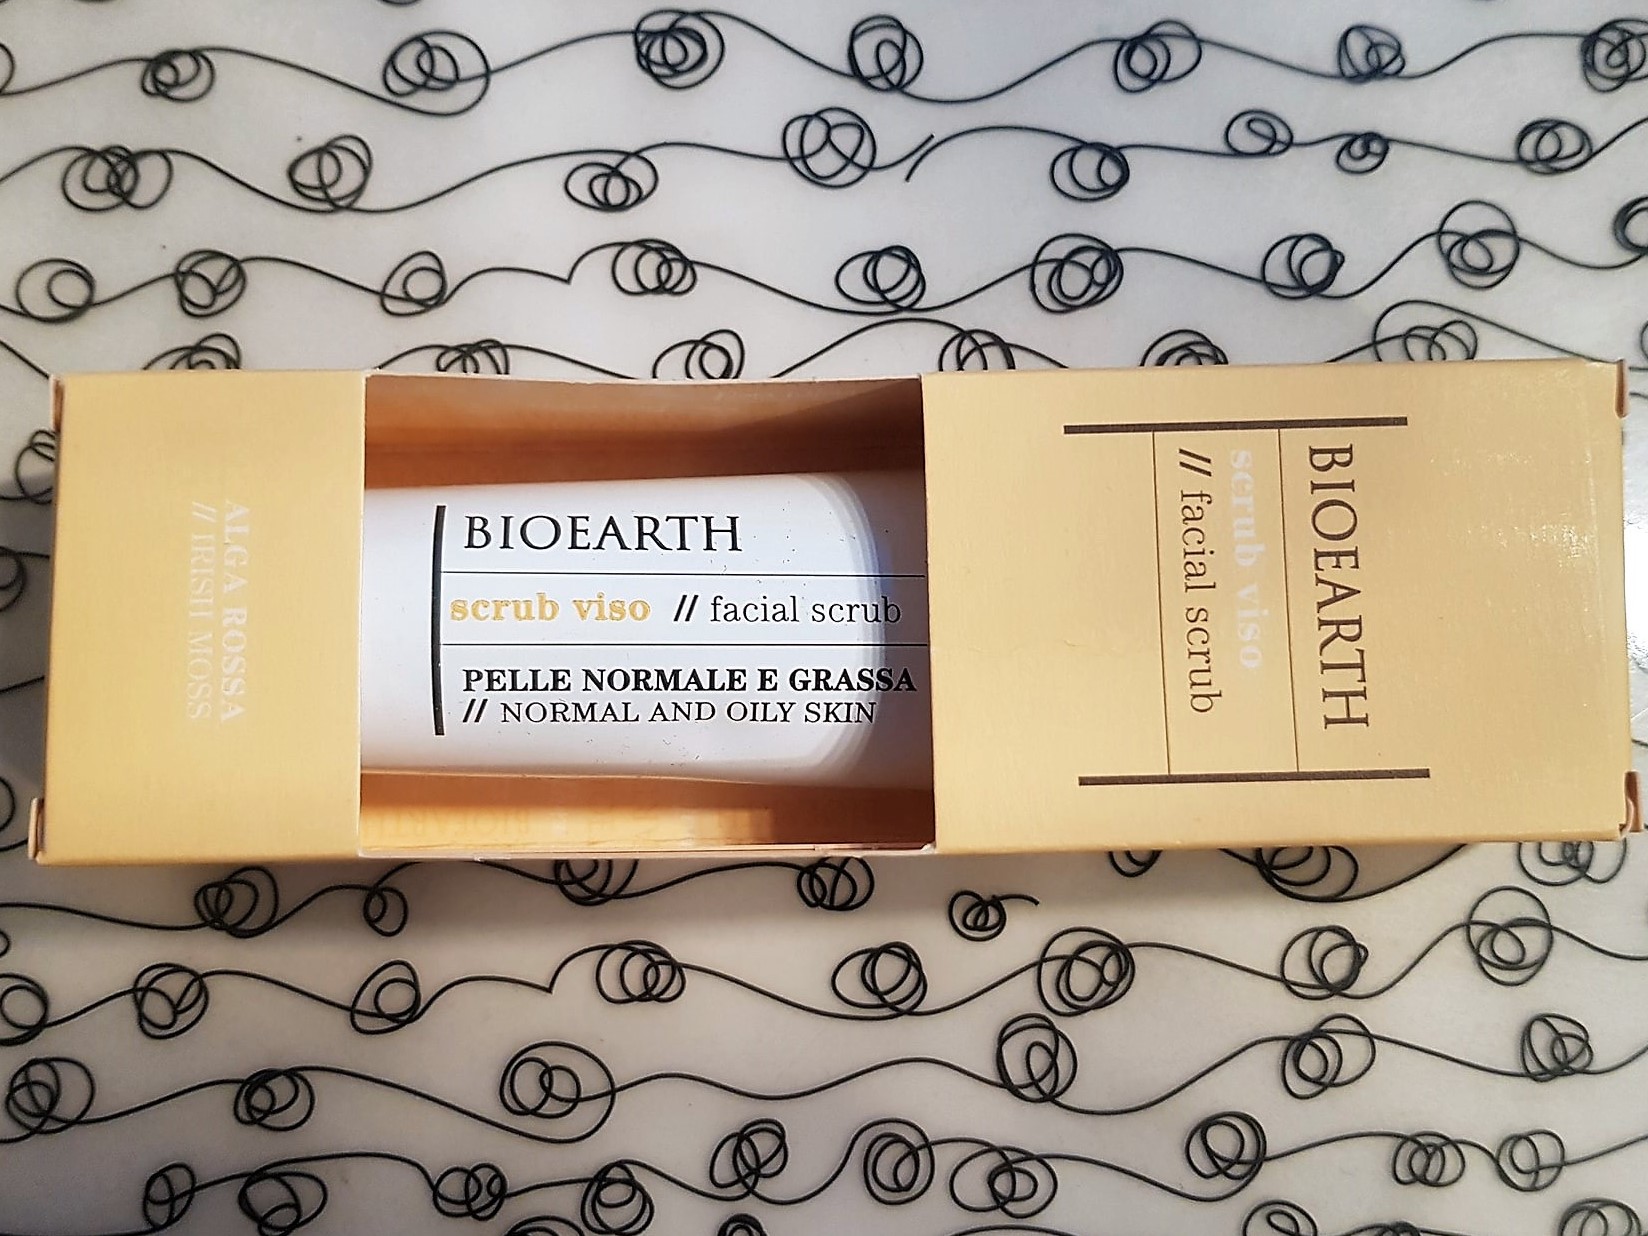 ALGA ROSSA
// IRISH MOSS
BIOEARTH
scrub viso // facial scrub
PELLE NORMALE E GRASSA
// NORMAL AND OILY SKIN
BIOEARTH
scrub viso
// facial scrub